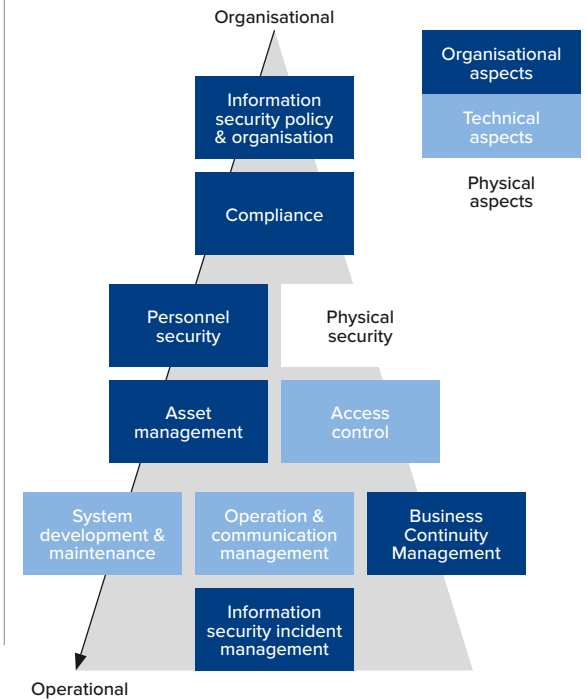 Organisational
Organisational
aspects
Technical
aspects
Physical
aspects
Information
security policy
& organisation
Compliance
Personnel
security
Physical
security
Asset
management
Access
control
System
development &
maintenance
Operation &
communication
management
Business
Continuity
Management
Information
security incident
management
Operational